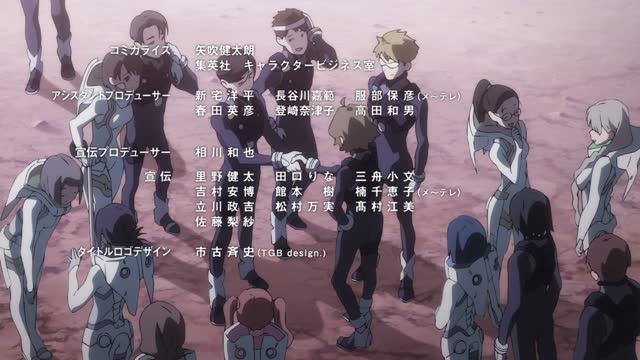 コミカライズ 矢吹健太朗
集英社 キャラクタービジネス室
アシスタントプロデューサー 新宅洋平 長谷川嘉範 服部保彦(メ〜テレ)
春田英彦 登崎奈津子 高田和男
宣伝プロデューサー 相川和也
宣伝 里野健太 田口りな 三舟小文
吉村安博 館本樹 楠千恵子(メ〜テレ)
立川政吉 松村万実 髙村江美
佐藤梨紗
タイトルロゴデザイン 市古斉史(TGB design.)